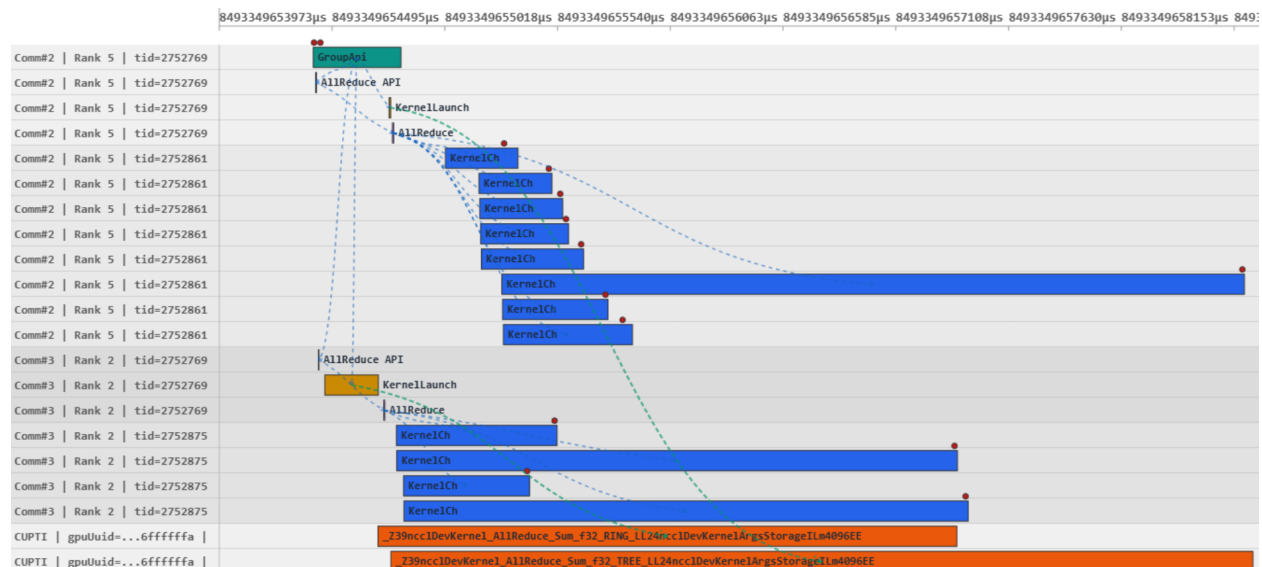 8493349653973µs 8493349654495µs 8493349655018µs 8493349655540µs 8493349656063µs 8493349656585µs 8493349657108µs 8493349657630µs 8493349658153µs 8493
Comm#2 | Rank 5 | tid=2752769 GroupApi
Comm#2 | Rank 5 | tid=2752769 AllReduce API
Comm#2 | Rank 5 | tid=2752769 KernelLaunch
Comm#2 | Rank 5 | tid=2752769 AllReduce
Comm#2 | Rank 5 | tid=2752861 KernelCh
Comm#2 | Rank 5 | tid=2752861 KernelCh
Comm#2 | Rank 5 | tid=2752861 KernelCh
Comm#2 | Rank 5 | tid=2752861 KernelCh
Comm#2 | Rank 5 | tid=2752861 KernelCh
Comm#2 | Rank 5 | tid=2752861 KernelCh
Comm#2 | Rank 5 | tid=2752861 KernelCh
Comm#2 | Rank 5 | tid=2752861 KernelCh
Comm#3 | Rank 2 | tid=2752769 AllReduce API
Comm#3 | Rank 2 | tid=2752769 KernelLaunch
Comm#3 | Rank 2 | tid=2752769 AllReduce
Comm#3 | Rank 2 | tid=2752875 KernelCh
Comm#3 | Rank 2 | tid=2752875 KernelCh
Comm#3 | Rank 2 | tid=2752875 KernelCh
Comm#3 | Rank 2 | tid=2752875 KernelCh
CUPTI | gpuUuid=...6ffffffa | _Z39ncclDevKernel_AllReduce_Sum_f32_RING_LL24ncclDevKernelArgsStorageILm4096EE
CUPTI | gpuUuid=...6ffffffa | _Z39ncclDevKernel_AllReduce_Sum_f32_TREE_LL24ncclDevKernelArgsStorageILm4096EE